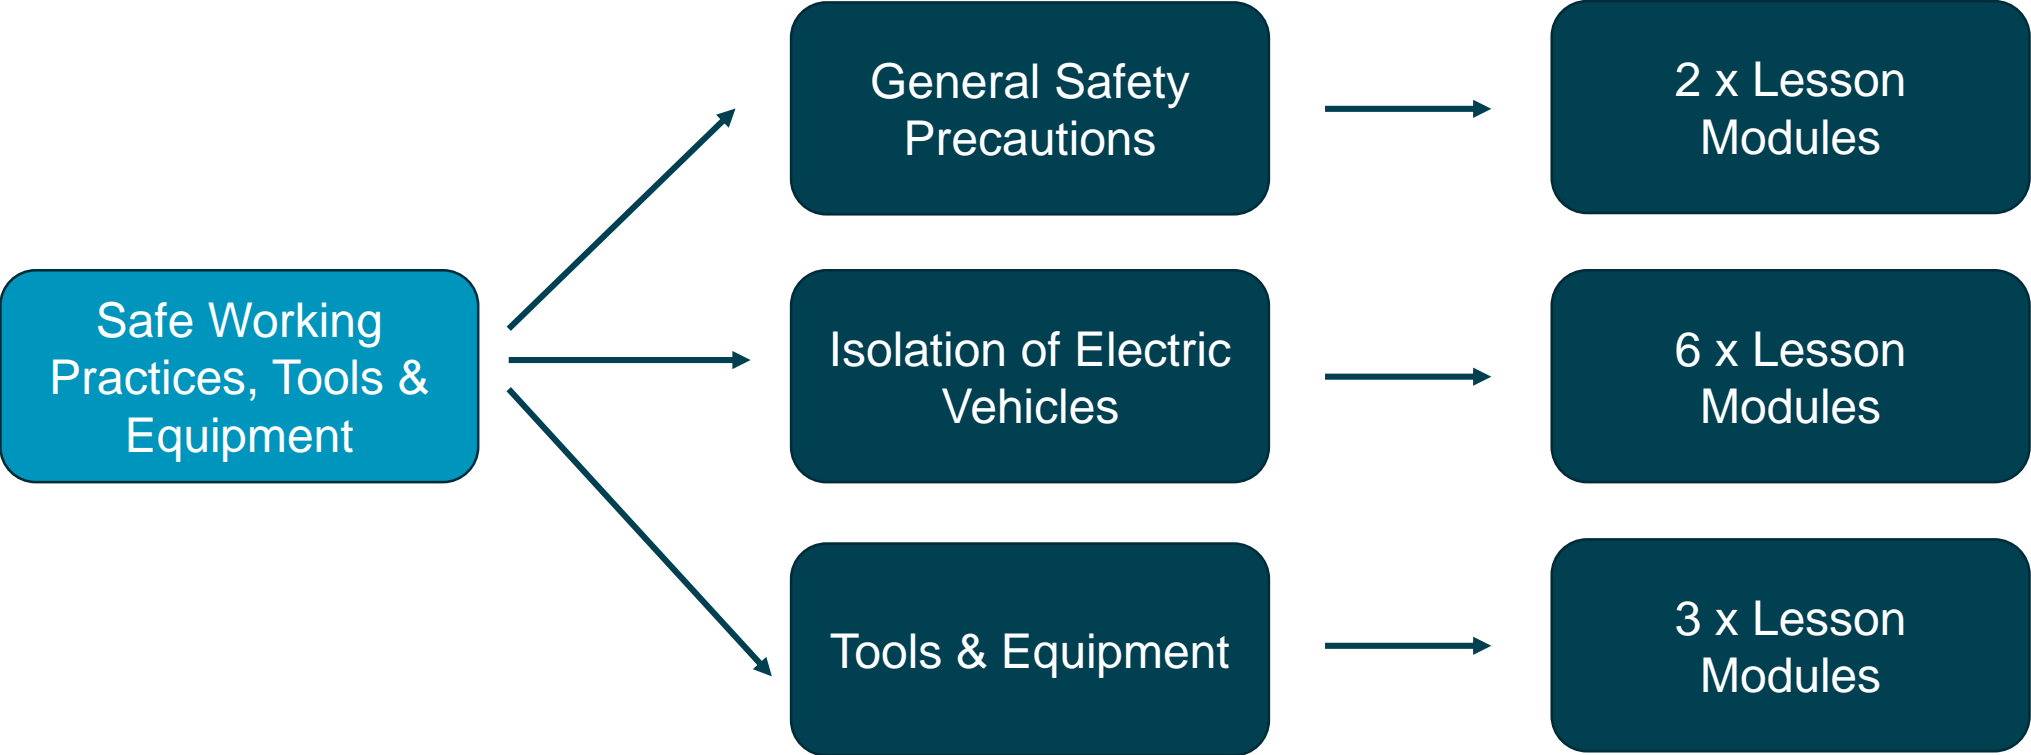 General Safety
Precautions
2 x Lesson
Modules
Safe Working
Practices, Tools &
Equipment
Isolation of Electric
Vehicles
6 x Lesson
Modules
Tools & Equipment
3 x Lesson
Modules